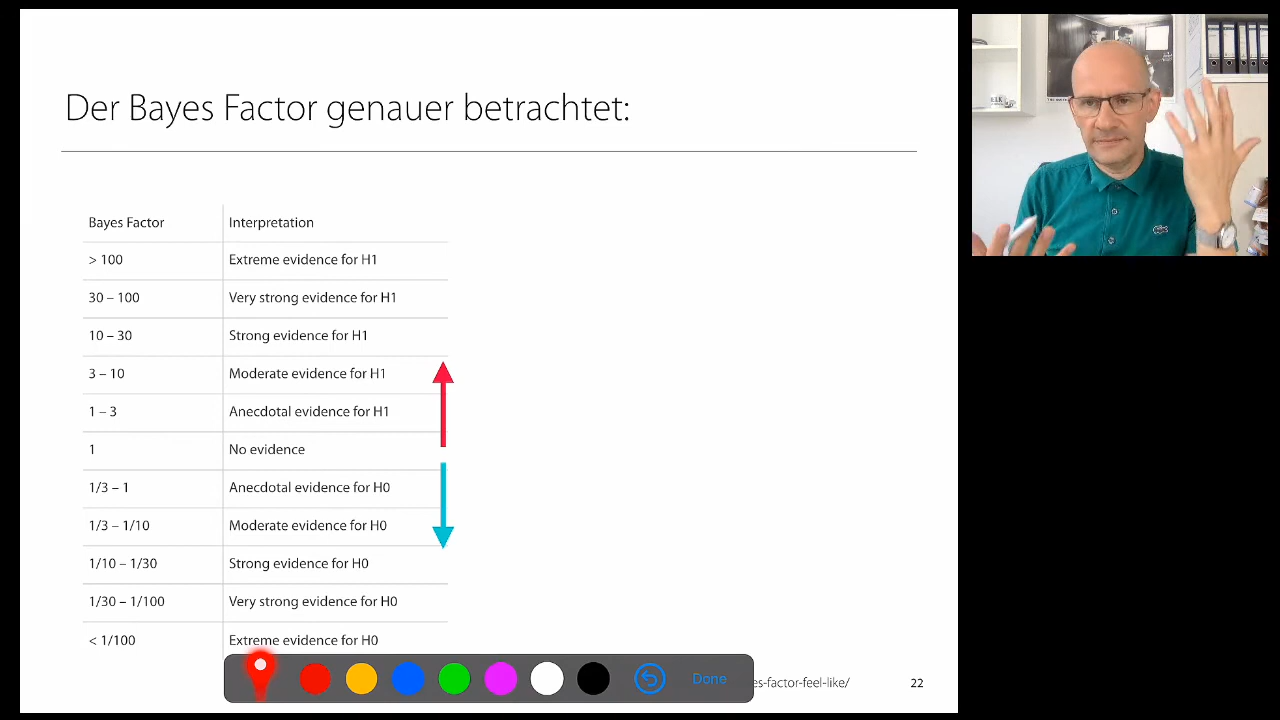 Der Bayes Factor genauer betrachtet:
Bayes Factor Interpretation
> 100 Extreme evidence for H1
30 – 100 Very strong evidence for H1
10 – 30 Strong evidence for H1
3 – 10 Moderate evidence for H1
1 – 3 Anecdotal evidence for H1
1 No evidence
1/3 – 1 Anecdotal evidence for H0
1/3 – 1/10 Moderate evidence for H0
1/10 – 1/30 Strong evidence for H0
1/30 – 1/100 Very strong evidence for H0
< 1/100 Extreme evidence for H0
Done
es-factor-feel-like/ 22